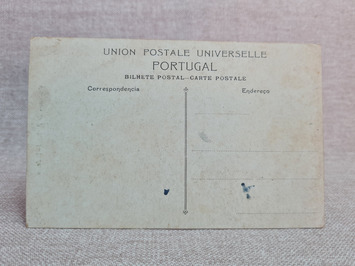 UNION POSTALE UNIVERSELLE
PORTUGAL
BILHETE POSTAL—CARTE POSTALE
Correspondencia
Endereço